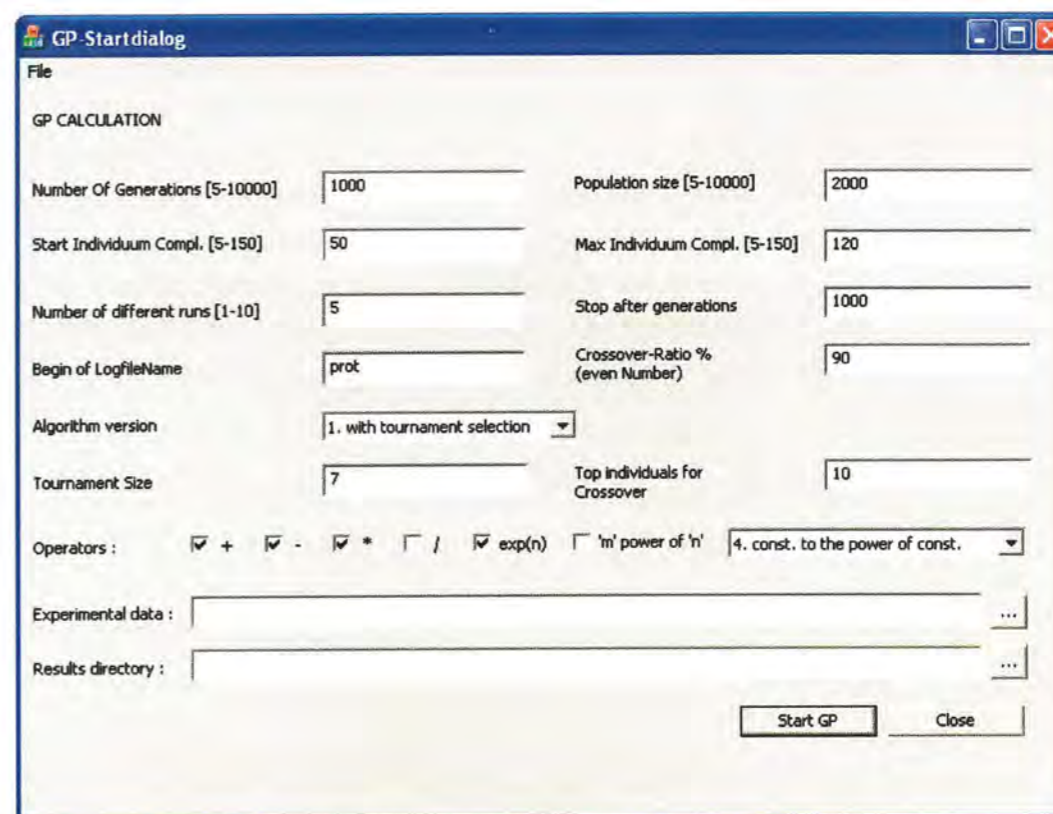 GP-Startdialog
File
GP CALCULATION
Number Of Generations [5-10000] 1000 Population size [5-10000] 2000
Start Individuum Compl. [5-150] 50 Max Individuum Compl. [5-150] 120
Number of different runs [1-10] 5 Stop after generations 1000
Begin of LogfileName prot Crossover-Ratio %
(even Number) 90
Algorithm version 1. with tournament selection
Tournament Size 7 Top individuals for
Crossover 10
Operators : + - * / exp(n) 'm' power of 'n' 4. const. to the power of const.
Experimental data : ...
Results directory : ...
Start GP Close